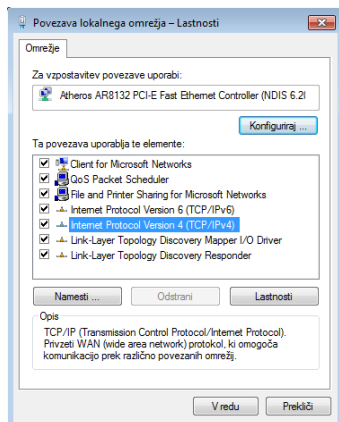 Povezava lokalnega omrežja – Lastnosti
Omrežje
Za vzpostavitev povezave uporabi:
Atheros AR8132 PCI-E Fast Ethernet Controller (NDIS 6.2(
Konfiguriraj ...
Ta povezava uporablja te elemente:
Client for Microsoft Networks
QoS Packet Scheduler
File and Printer Sharing for Microsoft Networks
Internet Protocol Version 6 (TCP/IPv6)
Internet Protocol Version 4 (TCP/IPv4)
Link-Layer Topology Discovery Mapper I/O Driver
Link-Layer Topology Discovery Responder
Namesti ...
Odstrani
Lastnosti
Opis
TCP/IP (Transmission Control Protocol/Internet Protocol).
Privzeti WAN (wide area network) protokol, ki omogoča
komunikacijo prek različno povezanih omrežij.
V redu
Prekliči